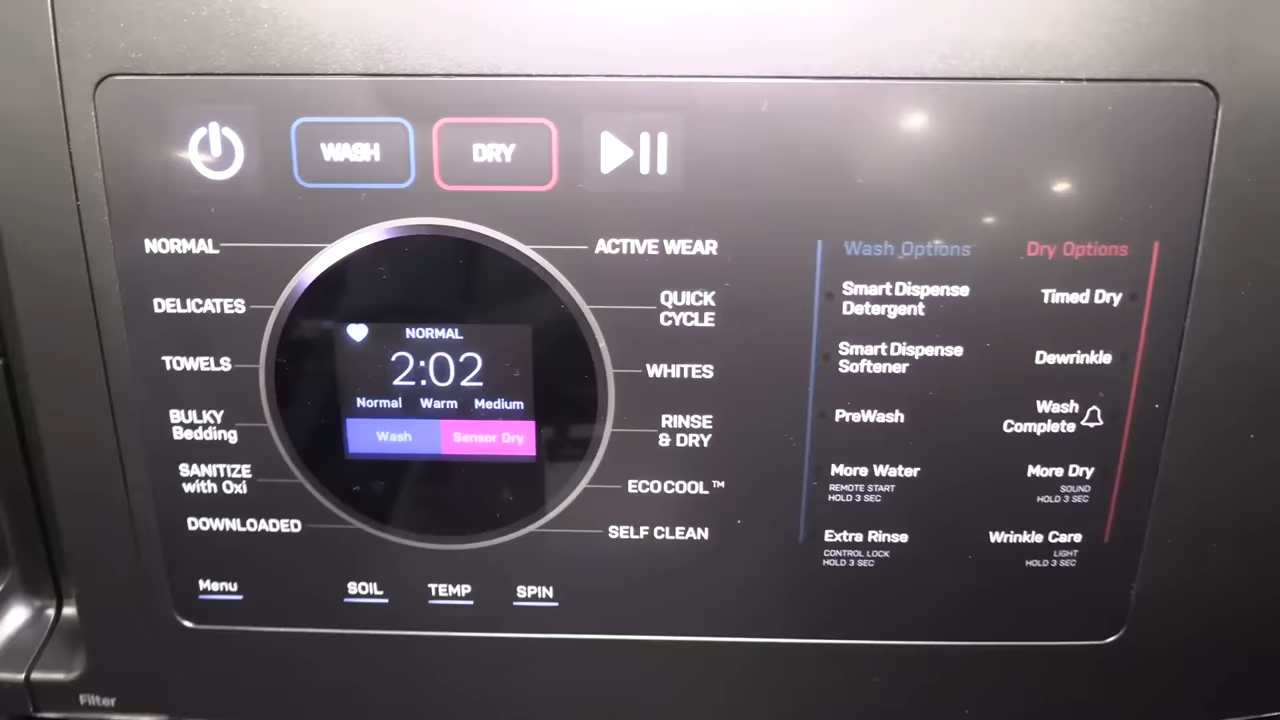 WASH
DRY
NORMAL
DELICATES
TOWELS
BULKY
Bedding
SANITIZE
with Oxi
DOWNLOADED
NORMAL
2:02
Normal Warm Medium
Wash Sensor Dry
ACTIVE WEAR
QUICK
CYCLE
WHITES
RINSE
& DRY
ECOCOOL™
SELF CLEAN
Menu
SOIL
TEMP
SPIN
Wash Options
Smart Dispense
Detergent
Smart Dispense
Softener
PreWash
More Water
REMOTE START
HOLD 3 SEC
Extra Rinse
CONTROL LOCK
HOLD 3 SEC
Dry Options
Timed Dry
Dewrinkle
Wash
Complete
More Dry
SOUND
HOLD 3 SEC
Wrinkle Care
LIGHT
HOLD 3 SEC
Filter